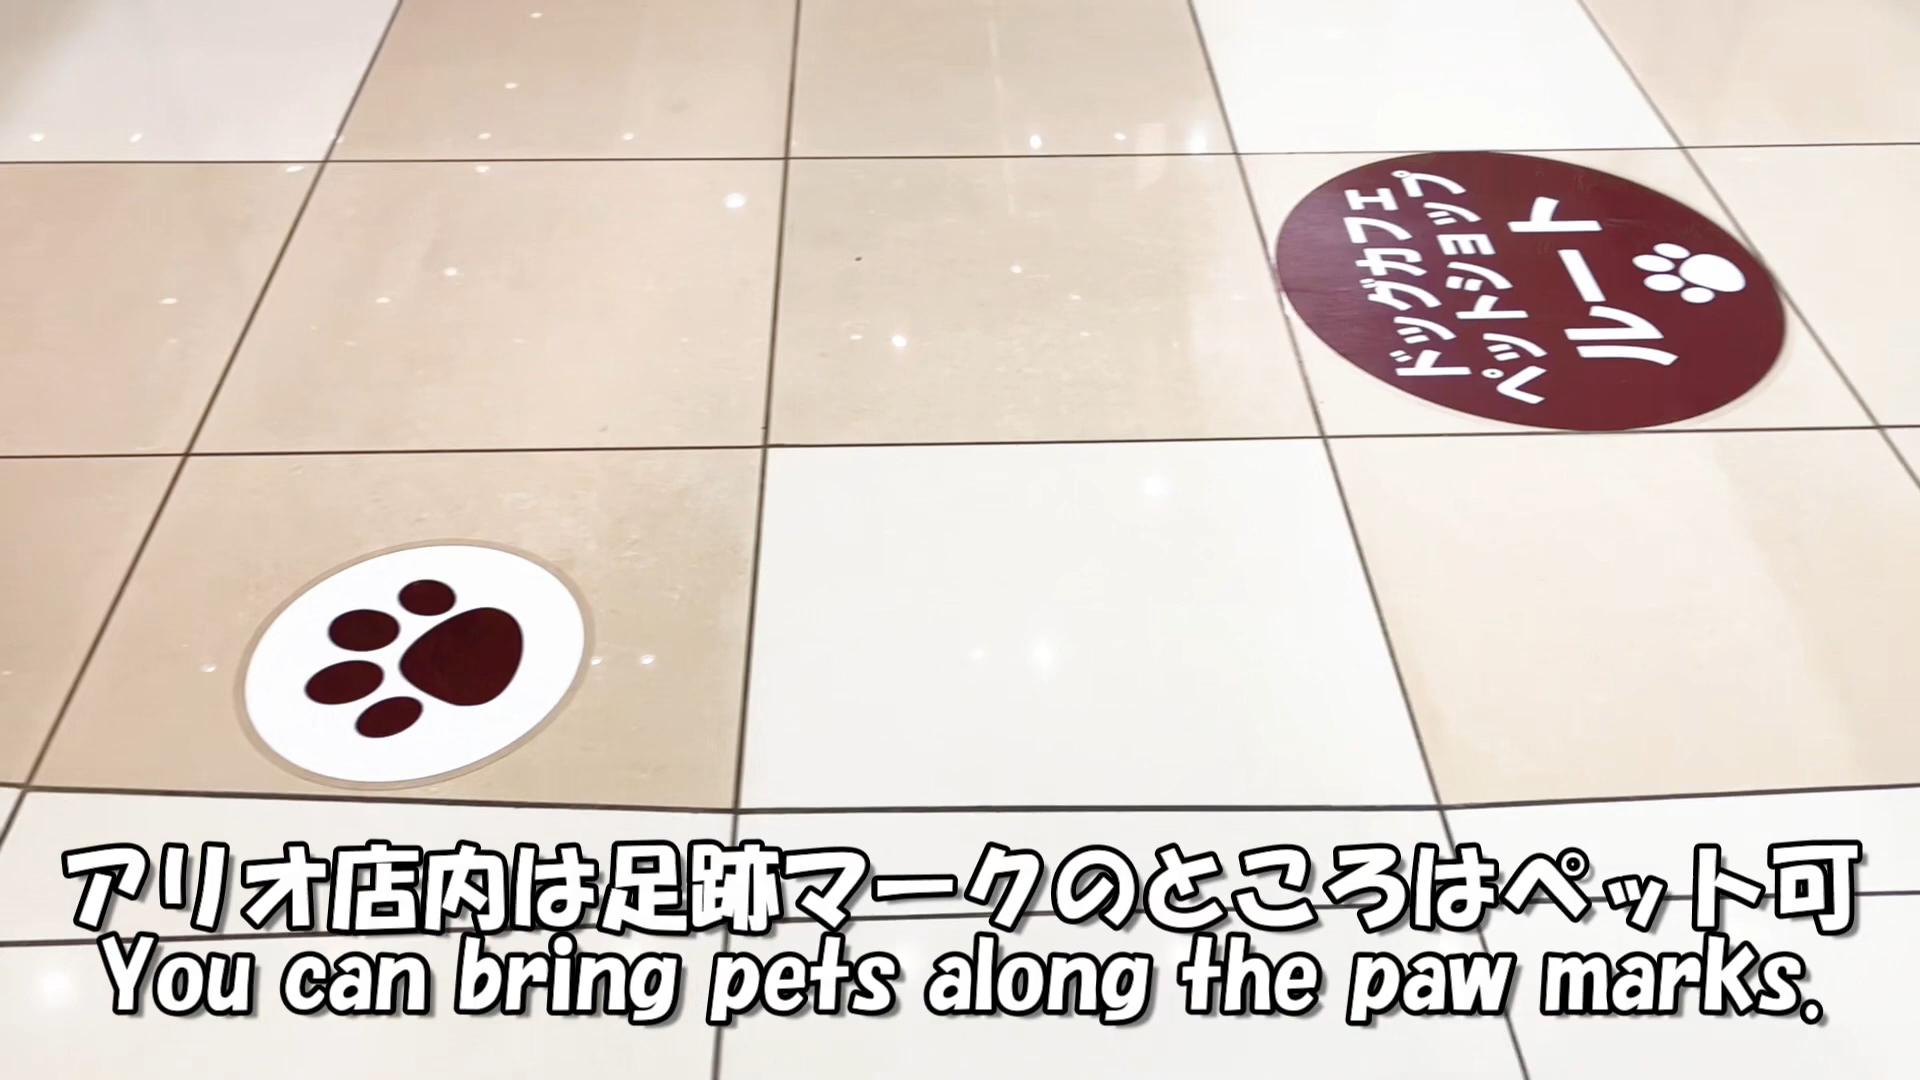 ドッグカフェ
ペットショップ
ルート
アリオ店内は足跡マークのところはペット可
You can bring pets along the paw marks.